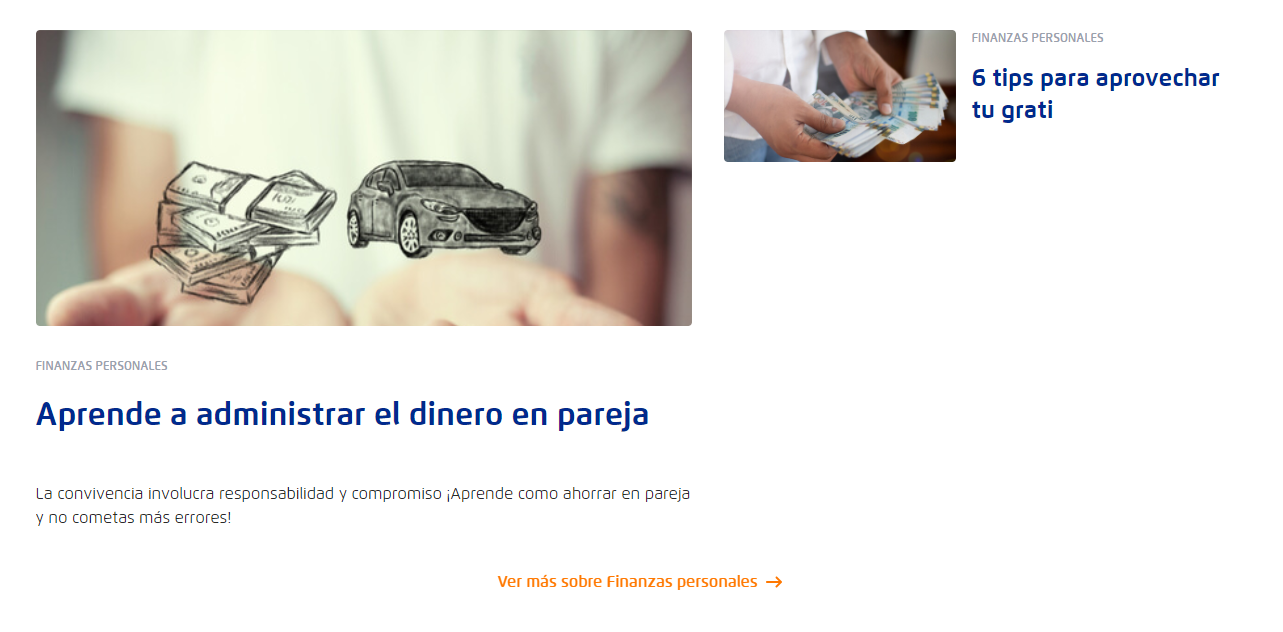 FINANZAS PERSONALES
Aprende a administrar el dinero en pareja
La convivencia involucra responsabilidad y compromiso ¡Aprende como ahorrar en pareja
y no cometas más errores!
FINANZAS PERSONALES
6 tips para aprovechar
tu grati
Ver más sobre Finanzas personales →